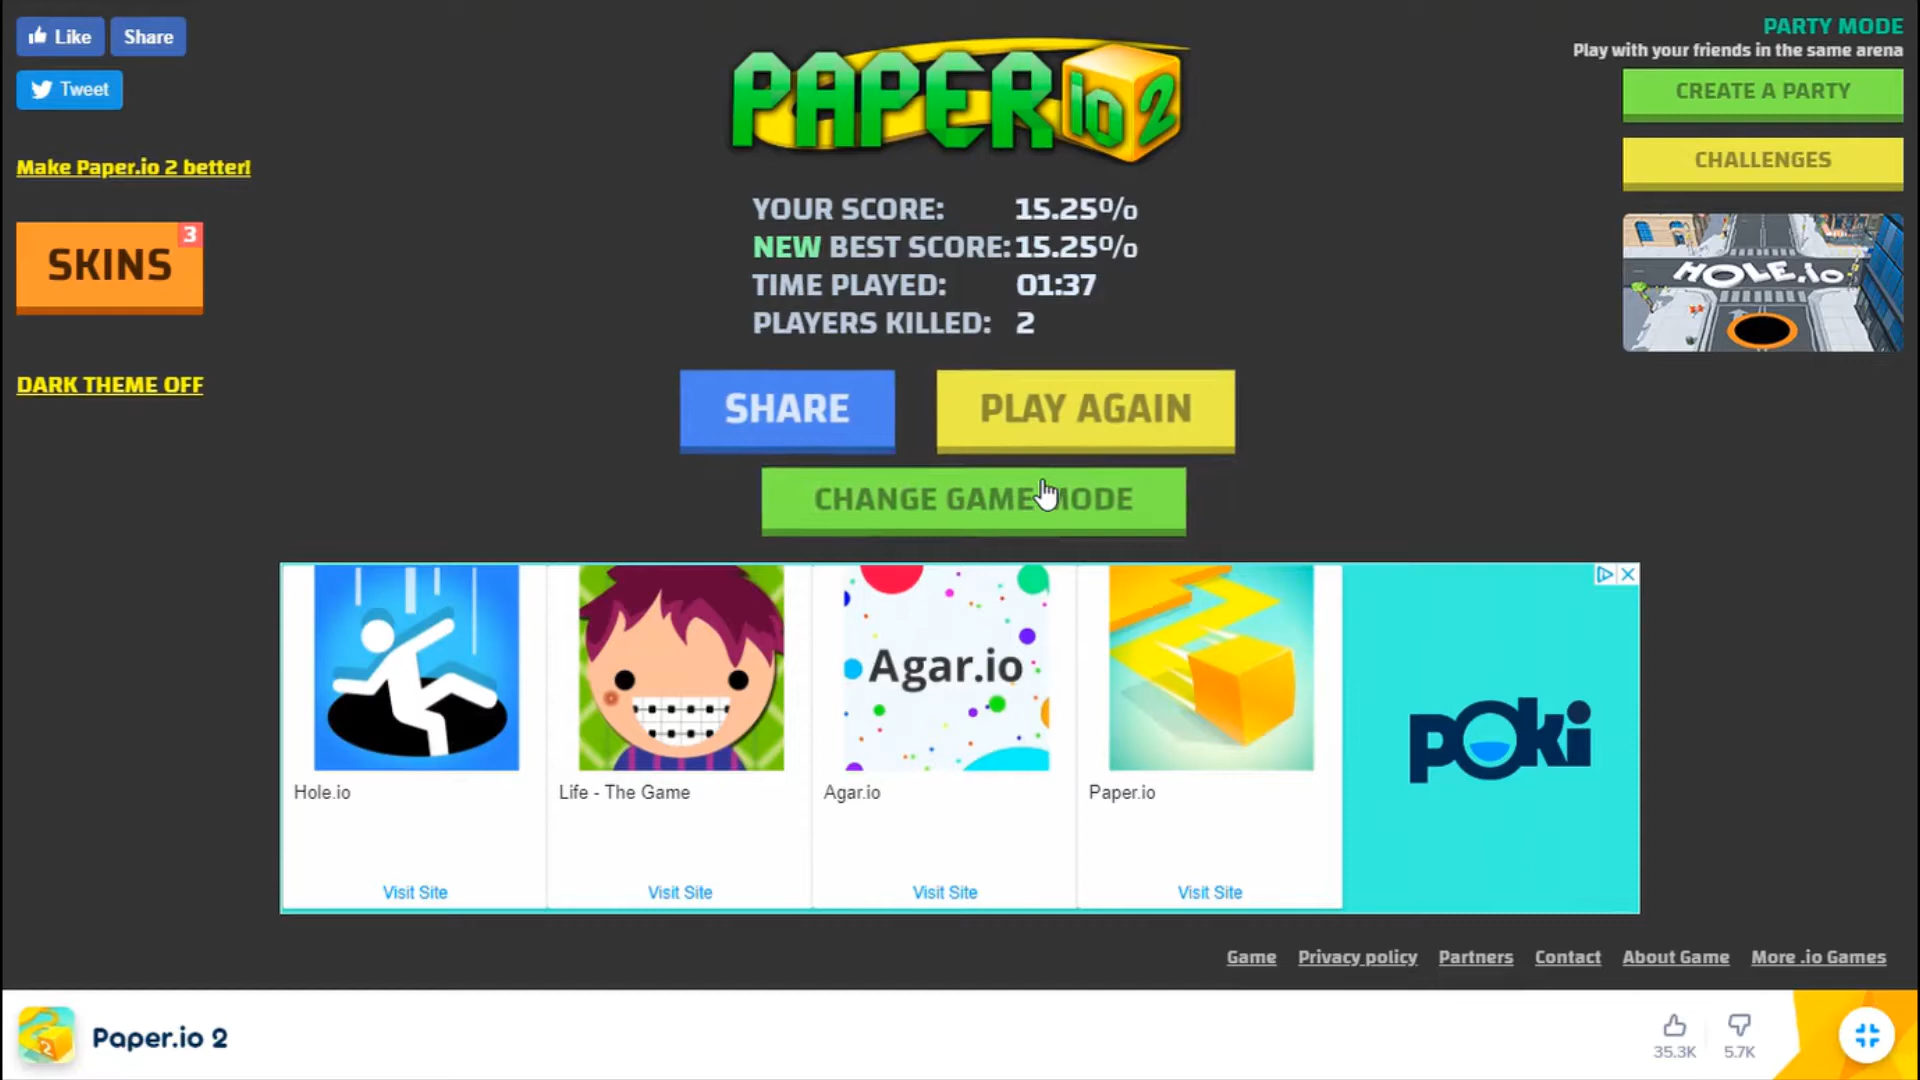 Like Share
Tweet
Make Paper.io 2 better!
SKINS 3
DARK THEME OFF
PAPER io 2
YOUR SCORE: 15.25%
NEW BEST SCORE: 15.25%
TIME PLAYED: 01:37
PLAYERS KILLED: 2
SHARE PLAY AGAIN
CHANGE GAME MODE
PARTY MODE
Play with your friends in the same arena
CREATE A PARTY
CHALLENGES
HOLE.io
Agar.io
poki
Hole.io Life - The Game Agar.io Paper.io
Visit Site Visit Site Visit Site Visit Site
Game Privacy policy Partners Contact About Game More .io Games
2 Paper.io 2
35.3K 5.7K